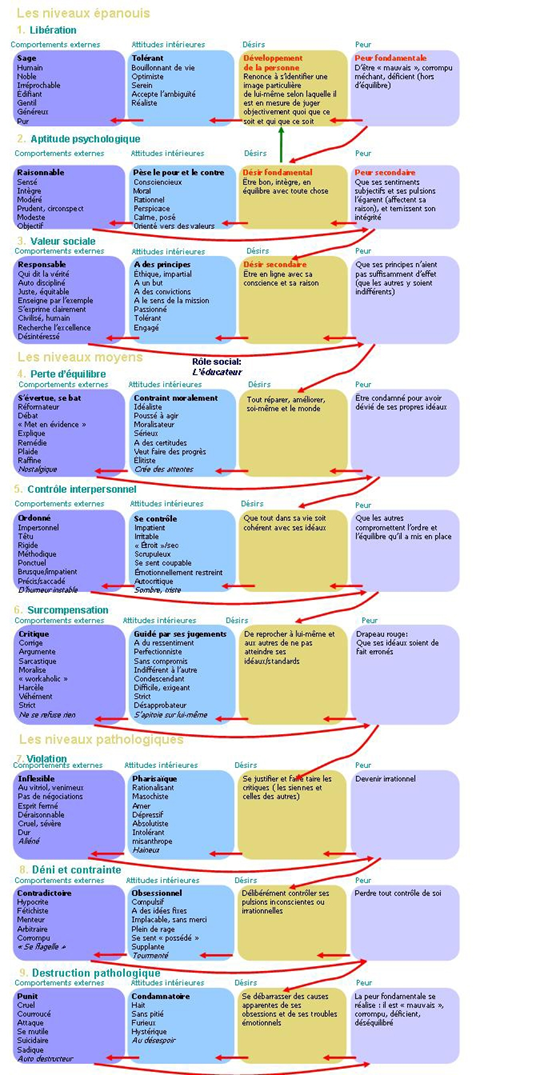 Les niveaux épanouis
1. Libération
Comportements externes
Attitudes intérieures
Désirs
Peur
Sage
Humain
Noble
Irréprochable
Édifiant
Gentil
Généreux
Pur
Tolérant
Bouillonnant de vie
Optimiste
Serein
Accepte l'ambiguité
Réaliste
Développement
de la personne
Renonce à s'identifier une
image particulière
de lui-même selon laquelle il
est en mesure de juger
objectivement quoi que ce
soit et qui que ce soit
Peur fondamentale
D'être « mauvais », corrompu
méchant, déficient (hors
d'équilibre)
2. Aptitude psychologique
Comportements externes
Attitudes intérieures
Désirs
Peur
Raisonnable
Sensé
Intègre
Modéré
Prudent, circonspect
Modeste
Objectif
Pèse le pour et le contre
Consciencieux
Moral
Rationnel
Perspicace
Calme, posé
Orienté vers des valeurs
Désir fondamental
Être bon, intègre, en
équilibre avec toute chose
Peur secondaire
Que ses sentiments
subjectifs et ses pulsions
l'égarent (affectent sa
raison), et ternissent son
intégrité
3. Valeur sociale
Comportements externes
Attitudes intérieures
Désirs
Peur
Responsable
Qui dit la vérité
Auto discipliné
Juste, équitable
Enseigne par l'exemple
S'exprime clairement
Civilisé, humain
Recherche l'excellence
Désintéressé
A des principes
Éthique, impartial
A un but
A des convictions
A le sens de la mission
Passionné
Tolérant
Engagé
Désir secondaire
Être en ligne avec sa
conscience et sa raison
Que ses principes n'aient
pas suffisamment d'effet
(que les autres y soient
indifférents)
Les niveaux moyens
Rôle social:
L'éducateur
4. Perte d'équilibre
Comportements externes
Attitudes intérieures
Désirs
Peur
S'évertue, se bat
Réformateur
Débat
« Met en évidence »
Explique
Remédie
Plaide
Raffine
Nostalgique
Contraint moralement
Idéaliste
Poussé à agir
Moralisateur
Sérieux
A des certitudes
Veut faire des progrès
Élitiste
Crée des attentes
Tout réparer, améliorer,
soi-même et le monde
Être condamné pour avoir
dévié de ses propres idéaux
5. Contrôle interpersonnel
Comportements externes
Attitudes intérieures
Désirs
Peur
Ordonné
Impersonnel
Têtu
Rigide
Méthodique
Ponctuel
Brusque/impatient
Précis/saccadé
D'humeur instable
Se contrôle
Impatient
Irritable
« Étroit »/sec
Scrupuleux
Se sent coupable
Émotionnellement restreint
Autocritique
Sombre, triste
Que tout dans sa vie soit
cohérent avec ses idéaux
Que les autres
compromettent l'ordre et
l'équilibre qu'il a mis en place
6. Surcompensation
Comportements externes
Attitudes intérieures
Désirs
Peur
Critique
Corrige
Argumente
Sarcastique
Moralise
« workaholic »
Harcèle
Véhément
Strict
Ne se refuse rien
Guidé par ses jugements
A du ressentiment
Perfectionniste
Sans compromis
Indifférent à l'autre
Condescendant
Difficile, exigeant
Strict
Désapprobateur
S'apitoie sur lui-même
De reprocher à lui-même et
aux autres de ne pas
atteindre ses
idéaux/standards
Drapeau rouge:
Que ses idéaux soient de
fait erronés
Les niveaux pathologiques
7. Violation
Comportements externes
Attitudes intérieures
Désirs
Peur
Inflexible
Au vitriol, venimeux
Pas de négociations
Esprit fermé
Déraisonnable
Cruel, sévère
Dur
Aliéné
Pharisaïque
Rationalisant
Masochiste
Amer
Dépressif
Absolutiste
Intolérant
misanthrope
Haineux
Se justifier et faire taire les
critiques ( les siennes et
celles des autres)
Devenir irrationnel
8. Déni et contrainte
Comportements externes
Attitudes intérieures
Désirs
Peur
Contradictoire
Hypocrite
Fétichiste
Menteur
Arbitraire
Corrompu
« Se flagelle »
Obsessionnel
Compulsif
A des idées fixes
Implacable, sans merci
Plein de rage
Se sent « possédé »
Supplante
Tourmenté
Délibérément contrôler ses
pulsions inconscientes ou
irrationnelles
Perdre tout contrôle de soi
9. Destruction pathologique
Comportements externes
Attitudes intérieures
Désirs
Peur
Punit
Cruel
Courroucé
Attaque
Se mutile
Suicidaire
Sadique
Auto destructeur
Condamnatoire
Hait
Sans pitié
Furieux
Hystérique
Au désespoir
Se débarrasser des causes
apparentes de ses
obsessions et de ses troubles
émotionnels
La peur fondamentale se
réalise : il est « mauvais »,
corrompu, déficient,
déséquilibré